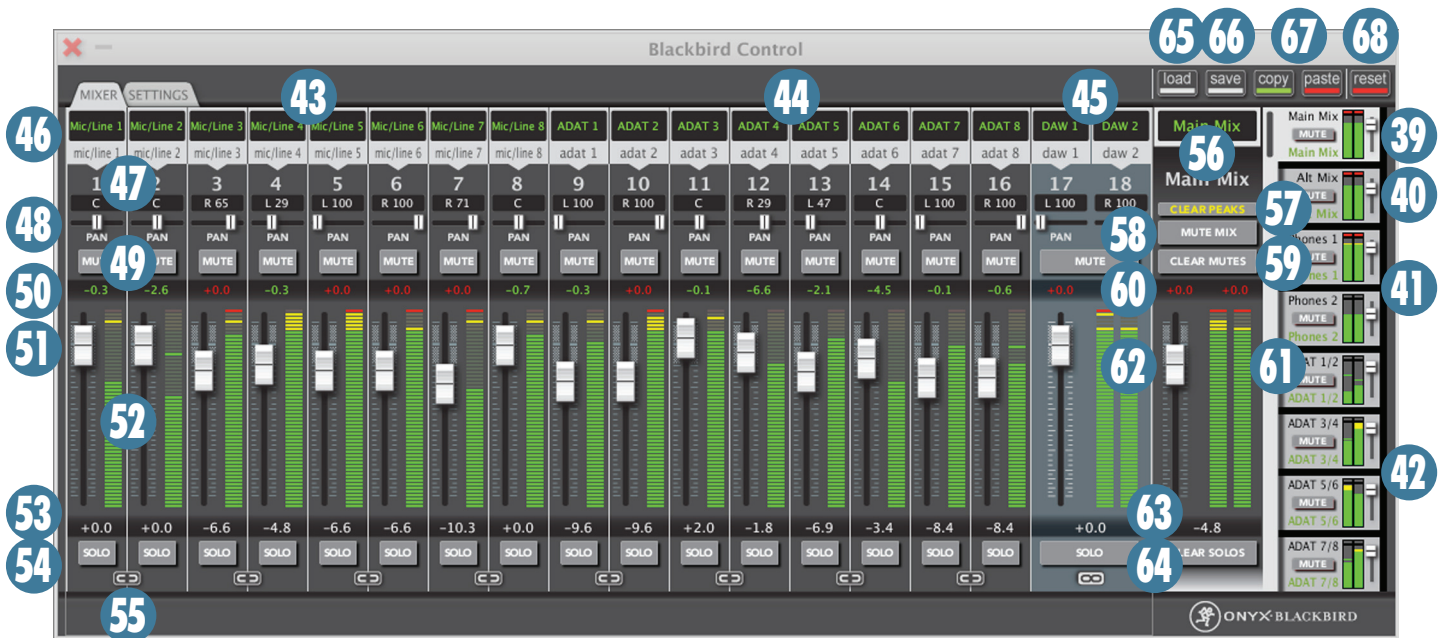 65 66 67 68
Blackbird Control
load save copy paste reset
MIXER SETTINGS
43 44 45
46 Mic/Line 1 Mic/Line 2 Mic/Line 3 Mic/Line 4 Mic/Line 5 Mic/Line 6 Mic/Line 7 Mic/Line 8 ADAT 1 ADAT 2 ADAT 3 ADAT 4 ADAT 5 ADAT 6 ADAT 7 ADAT 8 DAW 1 DAW 2 Main Mix
mic/line 1 mic/line 2 mic/line 3 mic/line 4 mic/line 5 mic/line 6 mic/line 7 mic/line 8 adat 1 adat 2 adat 3 adat 4 adat 5 adat 6 adat 7 adat 8 daw 1 daw 2
56
47
1 2 3 4 5 6 7 8 9 10 11 12 13 14 15 16 17 18 Main Mix
48 C C R 65 L 29 L 100 R 100 R 71 C L 100 R 100 C R 29 L 47 C L 100 R 100 L 100 R 100
CLEAR PEAKS 57
PAN PAN PAN PAN PAN PAN PAN PAN PAN PAN PAN PAN PAN PAN PAN PAN PAN 58 MUTE MIX
49
MUTE MUTE MUTE MUTE MUTE MUTE MUTE MUTE MUTE MUTE MUTE MUTE MUTE MUTE MUTE MUTE MUTE CLEAR MUTES 59
50 -0.3 -2.6 +0.0 -0.3 +0.0 +0.0 +0.0 -0.7 -0.3 +0.0 -0.1 -6.6 -2.1 -4.5 -0.1 -0.6 +0.0 60 +0.0 +0.0
51 62 61
52
53 +0.0 +0.0 -6.6 -4.8 -6.6 -6.6 -10.3 +0.0 -9.6 -9.6 +2.0 -1.8 -6.9 -3.4 -8.4 -8.4 +0.0 63 -4.8
54 SOLO SOLO SOLO SOLO SOLO SOLO SOLO SOLO SOLO SOLO SOLO SOLO SOLO SOLO SOLO SOLO SOLO 64 CLEAR SOLOS
55
Main Mix
MUTE 39
Main Mix
Alt Mix
MUTE 40
Mix
Phones 1
MUTE
Phones 1
41
Phones 2
MUTE
Phones 2
ADAT 1/2
MUTE
ADAT 1/2
ADAT 3/4
MUTE
ADAT 3/4
42
ADAT 5/6
MUTE
ADAT 5/6
ADAT 7/8
MUTE
ADAT 7/8
ONYX·BLACKBIRD